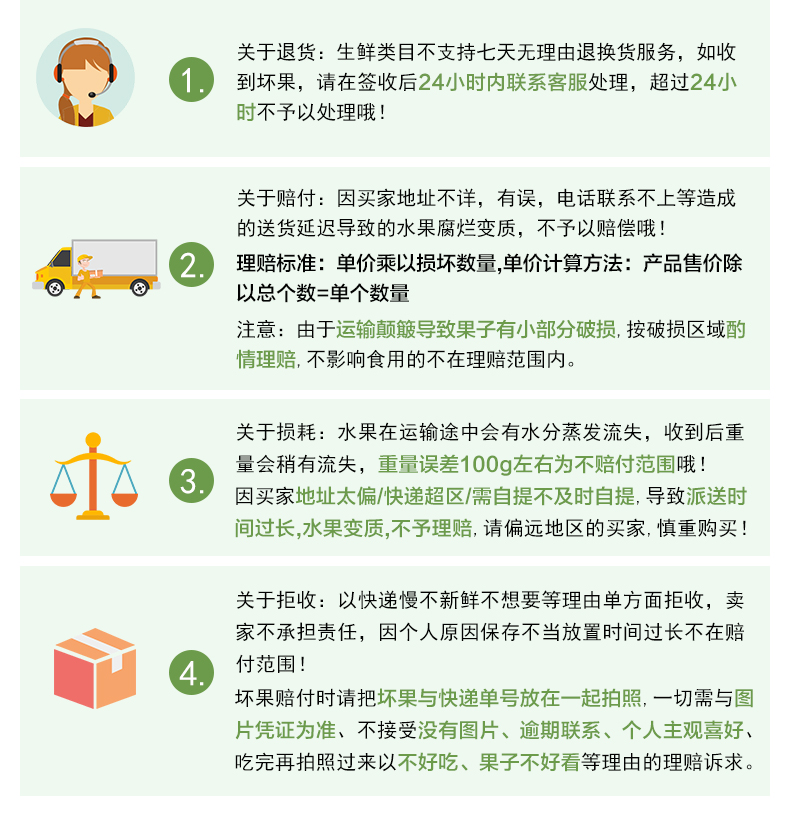 1.
关于退货：生鲜类目不支持七天无理由退换货服务，如收
到坏果，请在签收后24小时内联系客服处理，超过24小
时不予以处理哦！
2.
关于赔付：因买家地址不详，有误，电话联系不上等造成
的送货延迟导致的水果腐烂变质，不予以赔偿哦！
理赔标准：单价乘以损坏数量,单价计算方法：产品售价除
以总个数=单个数量
注意：由于运输颠簸导致果子有小部分破损,按破损区域酌
情理赔,不影响食用的不在理赔范围内。
3.
关于损耗：水果在运输途中会有水分蒸发流失，收到后重
量会稍有流失，重量误差100g左右为不赔付范围哦！
因买家地址太偏/快递超区/需自提不及时自提,导致派送时
间过长,水果变质,不予理赔,请偏远地区的买家,慎重购买！
4.
关于拒收：以快递慢不新鲜不想要等理由单方面拒收，卖
家不承担责任，因个人原因保存不当放置时间过长不在赔
付范围！
坏果赔付时请把坏果与快递单号放在一起拍照,一切需与图
片凭证为准、不接受没有图片、逾期联系、个人主观喜好、
吃完再拍照过来以不好吃、果子不好看等理由的理赔诉求。